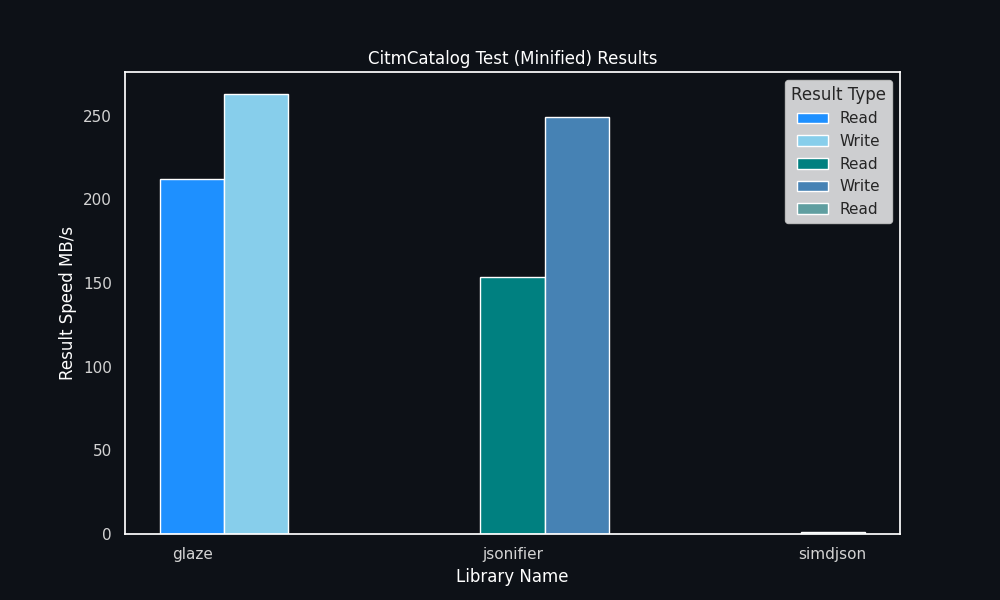 CitmCatalog Test (Minified) Results
Result Type
Read
Write
Read
Write
Read
250
200
150
100
50
0
Result Speed MB/s
glaze
jsonifier
simdjson
Library Name